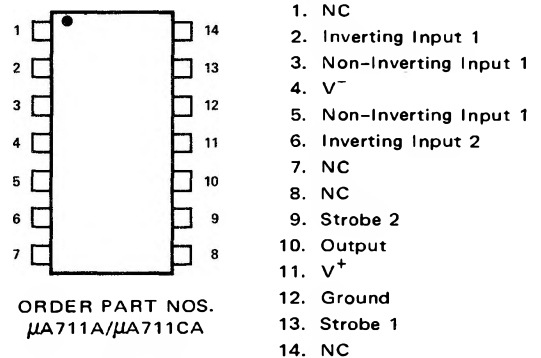 1
2
3
4
5
6
7
14
13
12
11
10
9
8
ORDER PART NOS.
μA711A/μA711CA
1. NC
2. Inverting Input 1
3. Non-Inverting Input 1
4. V⁻
5. Non-Inverting Input 1
6. Inverting Input 2
7. NC
8. NC
9. Strobe 2
10. Output
11. V⁺
12. Ground
13. Strobe 1
14. NC